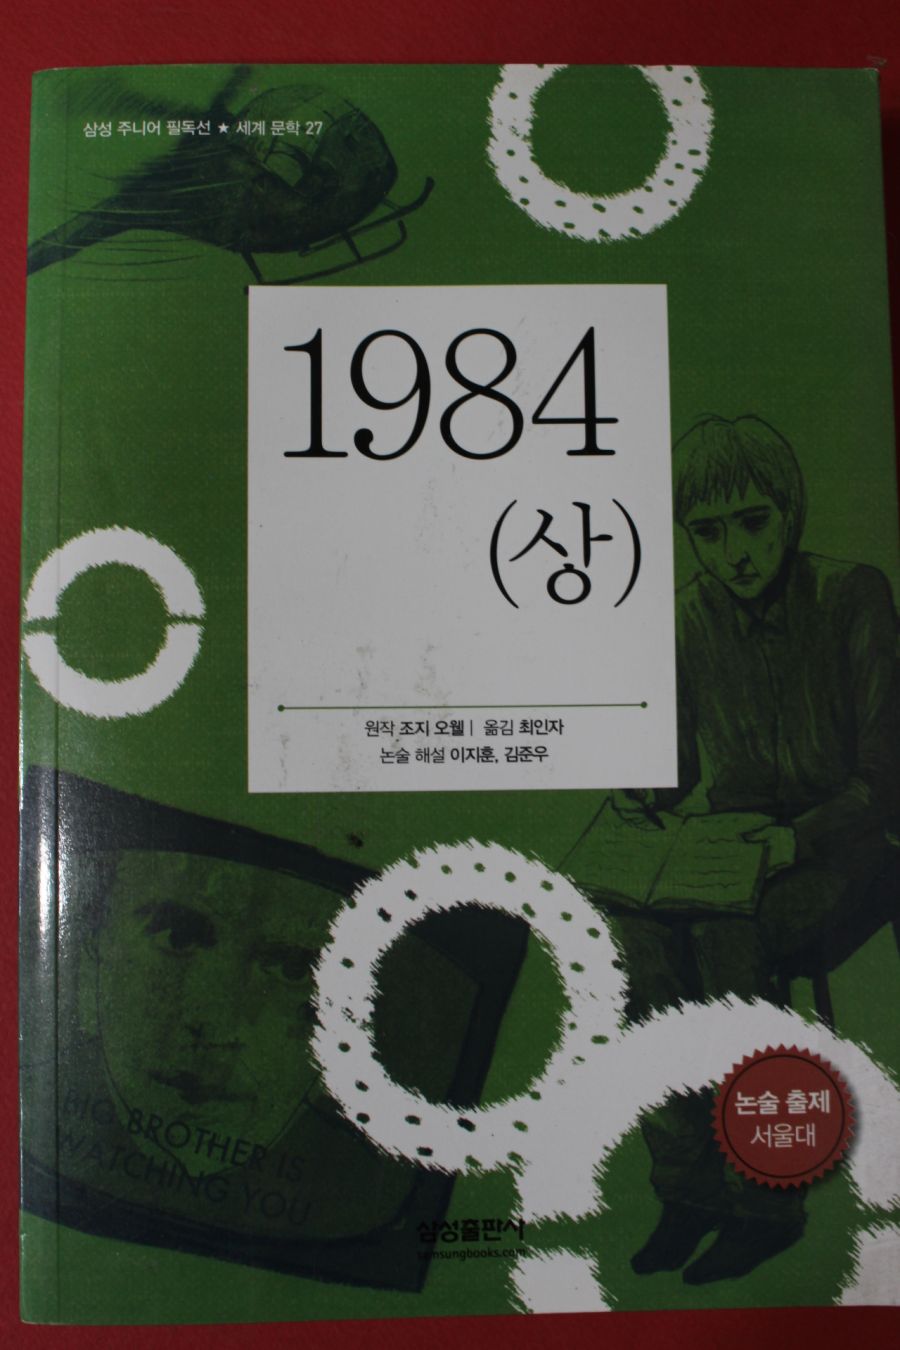 삼성 주니어 필독선 ★ 세계 문학 27
1984
(상)
원작 조지 오웰 | 옮김 최인자
논술 해설 이지훈, 김준우
BIG BROTHER IS
WATCHING YOU
논술 출제
서울대
삼성출판사
samsungbooks.com